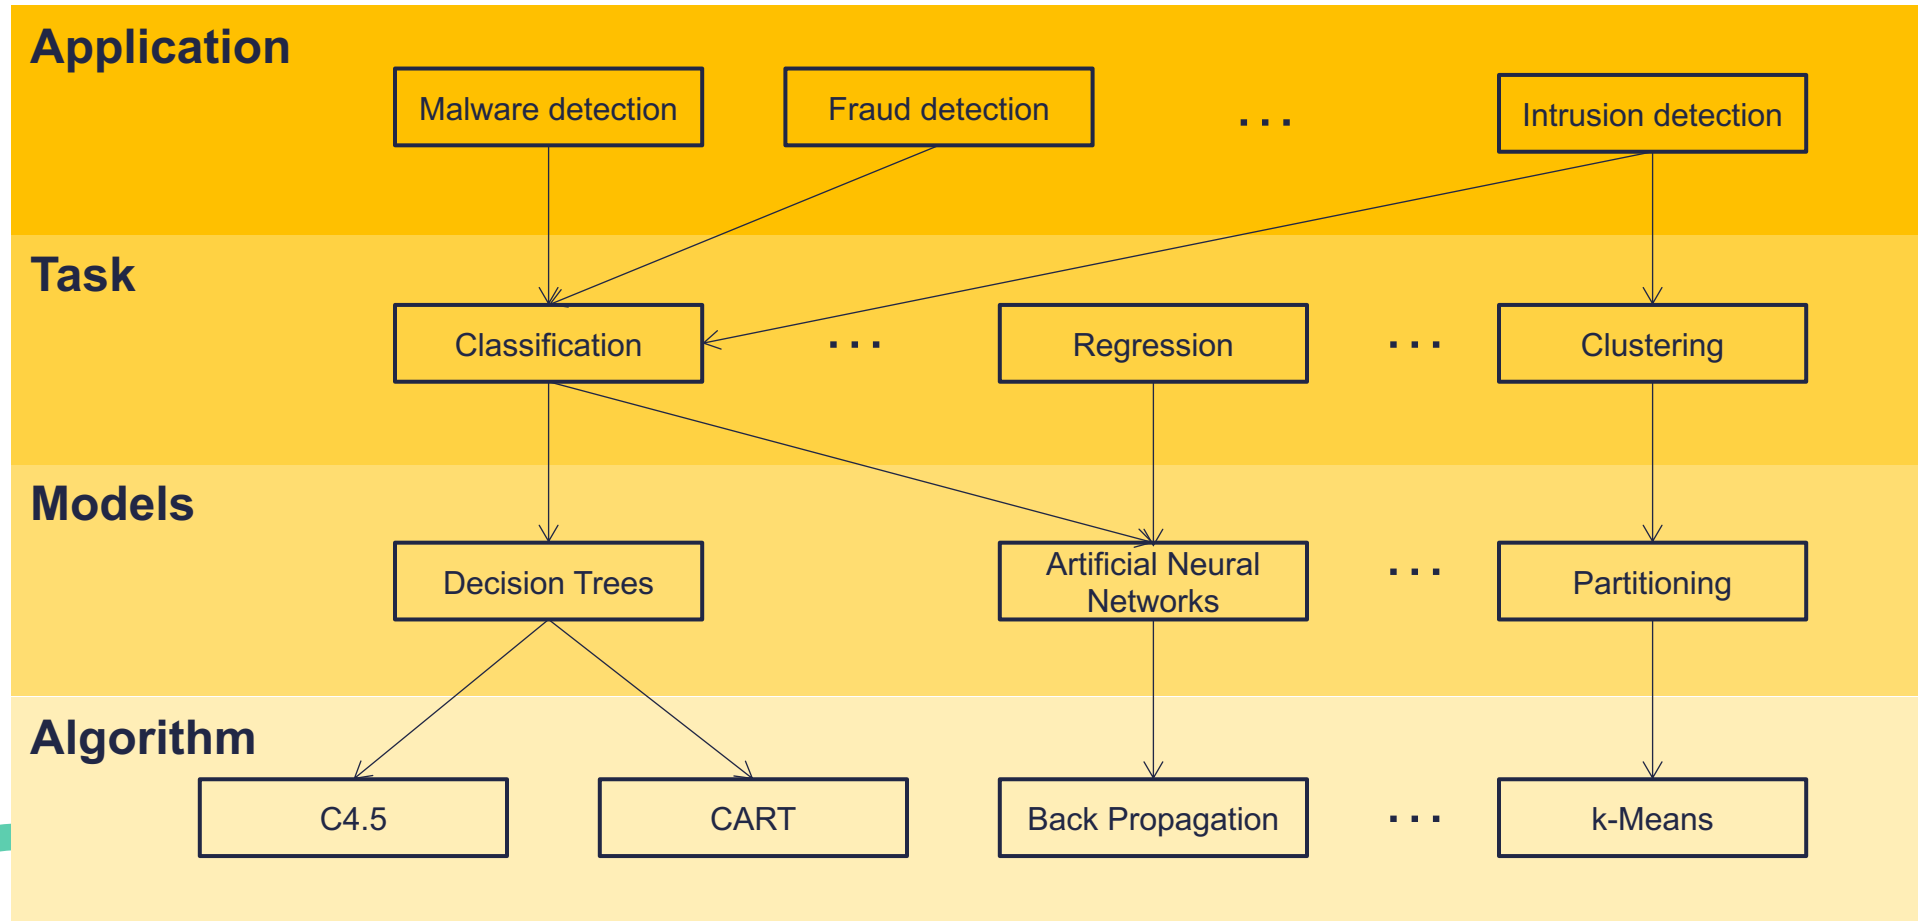 Application
Malware detection
Fraud detection
...
Intrusion detection
Task
Classification
...
Regression
...
Clustering
Models
Decision Trees
Artificial Neural
Networks
...
Partitioning
Algorithm
C4.5
CART
Back Propagation
...
k-Means